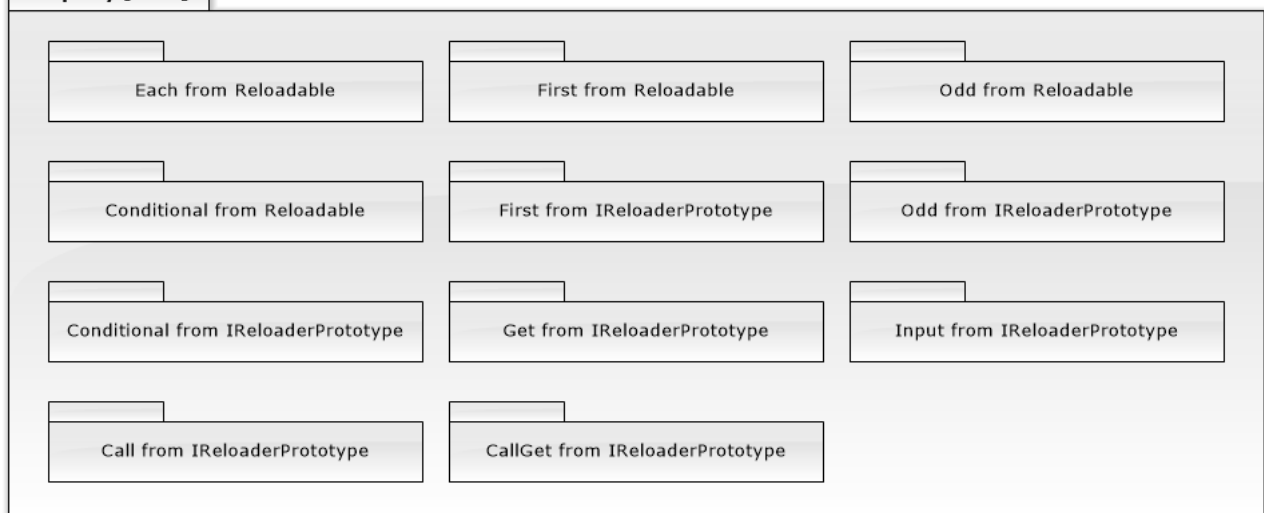 Each from Reloadable
First from Reloadable
Odd from Reloadable
Conditional from Reloadable
First from IReloaderPrototype
Odd from IReloaderPrototype
Conditional from IReloaderPrototype
Get from IReloaderPrototype
Input from IReloaderPrototype
Call from IReloaderPrototype
CallGet from IReloaderPrototype